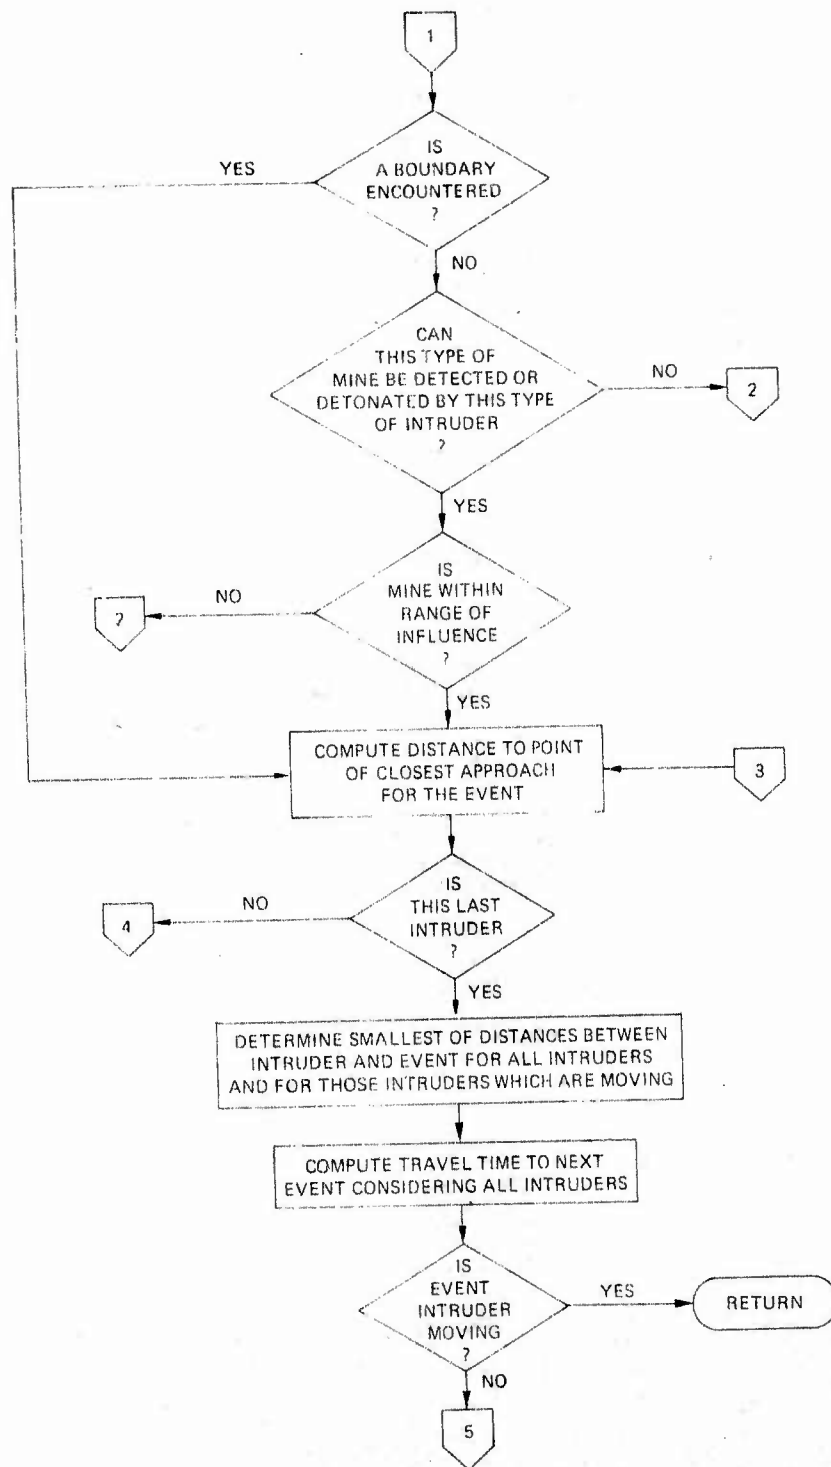 1
IS
A BOUNDARY
ENCOUNTERED
?
YES
NO
CAN
THIS TYPE OF
MINE BE DETECTED OR
DETONATED BY THIS TYPE
OF INTRUDER
?
NO
2
YES
IS
MINE WITHIN
RANGE OF
INFLUENCE
?
NO
2
YES
COMPUTE DISTANCE TO POINT
OF CLOSEST APPROACH
FOR THE EVENT
3
IS
THIS LAST
INTRUDER
?
NO
4
YES
DETERMINE SMALLEST OF DISTANCES BETWEEN
INTRUDER AND EVENT FOR ALL INTRUDERS
AND FOR THOSE INTRUDERS WHICH ARE MOVING
COMPUTE TRAVEL TIME TO NEXT
EVENT CONSIDERING ALL INTRUDERS
IS
EVENT
INTRUDER
MOVING
?
YES
RETURN
NO
5